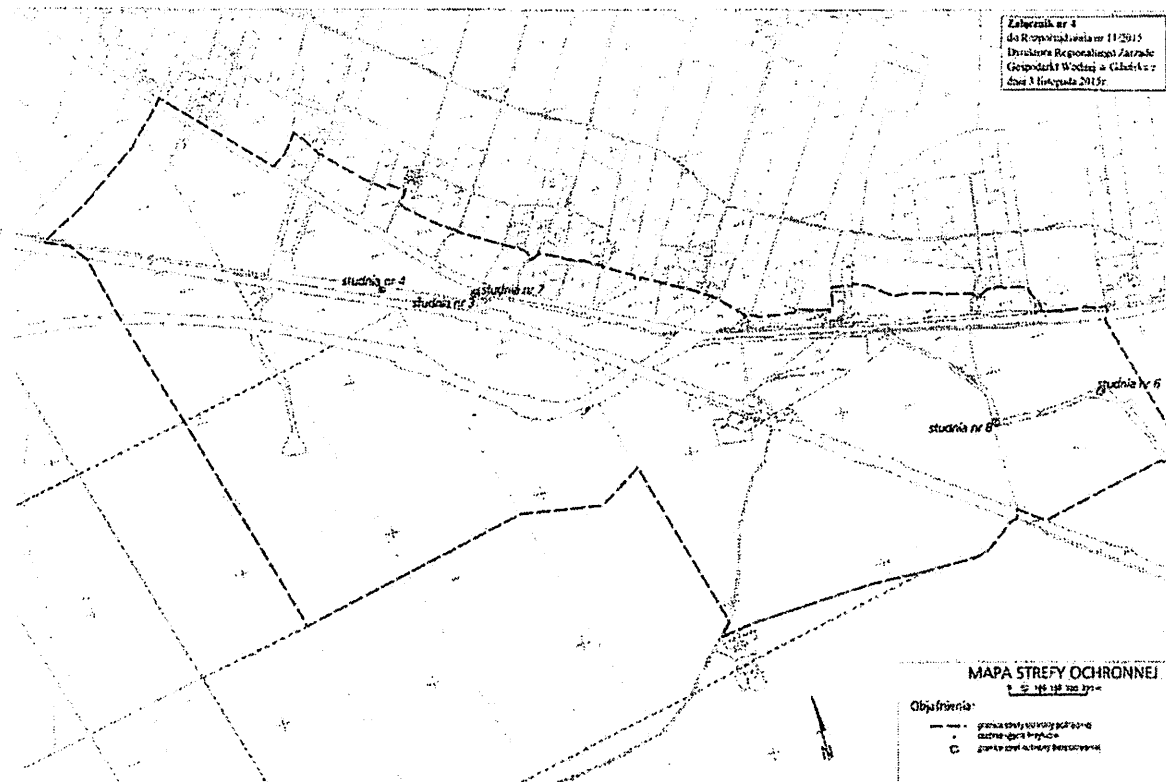 Załącznik nr 4
do Rozporządzenia nr 11/2015
Dyrektora Regionalnego Zarządu
Gospodarki Wodnej w Gdańsku z
dnia 3 listopada 2015r.
studnia nr 4
studnia nr 7
studnia nr 3
studnia nr 6
studnia nr 8
MAPA STREFY OCHRONNEJ
Objaśnienia: